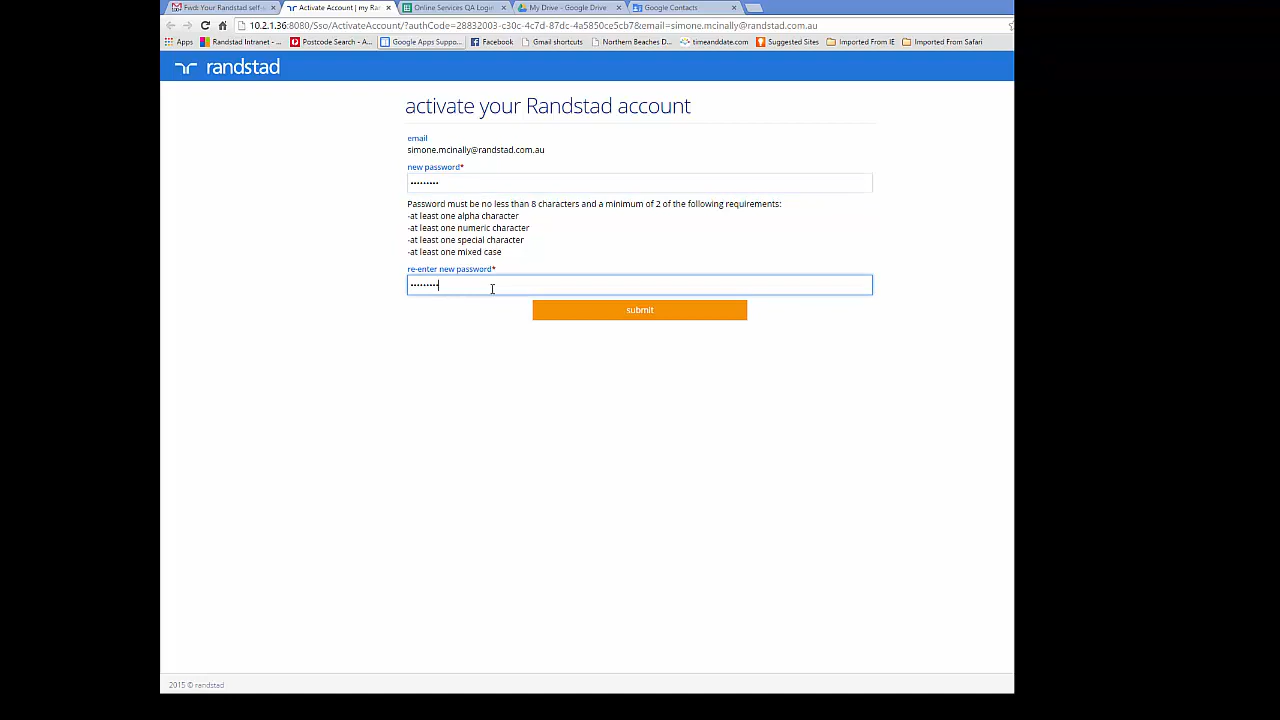 Fwd: Your Randstad self -
Activate Account | my Ran
Online Services QA Login
My Drive - Google Drive
Google Contacts
10.2.1.36:8080/Sso/ActivateAccount/?authCode=28832003-c30c-4c7d-87dc-4a5850ce5cb7&email=simone.mcinally@randstad.com.au
Apps
Randstad Intranet - ...
Postcode Search - A...
Google Apps Suppo...
Facebook
Gmail shortcuts
Northern Beaches D...
timeanddate.com
Suggested Sites
Imported From IE
Imported From Safari
randstad
activate your Randstad account
email
simone.mcinally@randstad.com.au
new password*
•••••••••
Password must be no less than 8 characters and a minimum of 2 of the following requirements:
-at least one alpha character
-at least one numeric character
-at least one special character
-at least one mixed case
re-enter new password*
•••••••••
submit
2015 © randstad